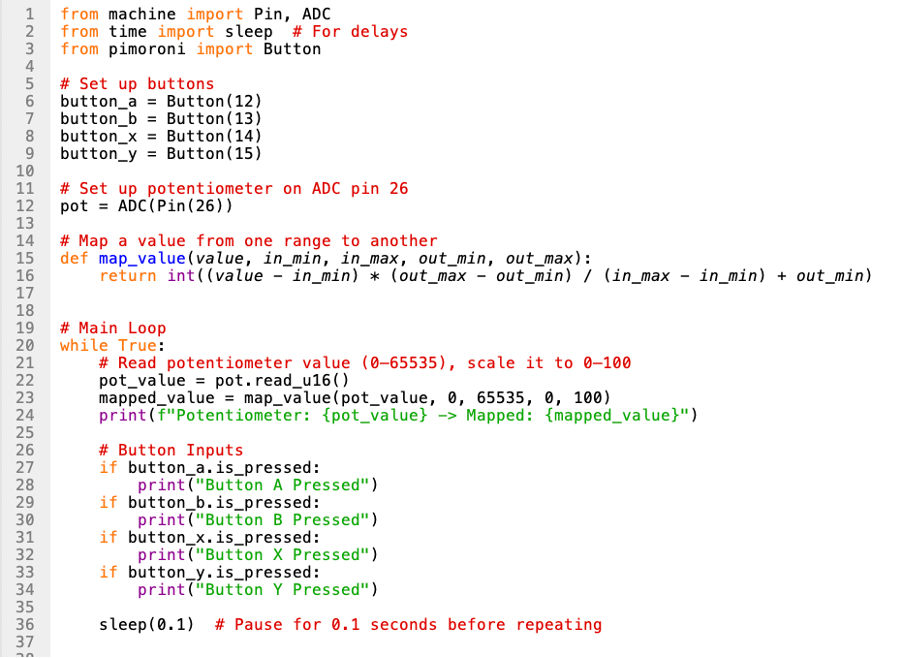 1 from machine import Pin, ADC
2 from time import sleep  # For delays
3 from pimoroni import Button
4
5 # Set up buttons
6 button_a = Button(12)
7 button_b = Button(13)
8 button_x = Button(14)
9 button_y = Button(15)
10
11 # Set up potentiometer on ADC pin 26
12 pot = ADC(Pin(26))
13
14 # Map a value from one range to another
15 def map_value(value, in_min, in_max, out_min, out_max):
16     return int((value - in_min) * (out_max - out_min) / (in_max - in_min) + out_min)
17
18
19 # Main Loop
20 while True:
21     # Read potentiometer value (0–65535), scale it to 0–100
22     pot_value = pot.read_u16()
23     mapped_value = map_value(pot_value, 0, 65535, 0, 100)
24     print(f"Potentiometer: {pot_value} -> Mapped: {mapped_value}")
25
26     # Button Inputs
27     if button_a.is_pressed:
28         print("Button A Pressed")
29     if button_b.is_pressed:
30         print("Button B Pressed")
31     if button_x.is_pressed:
32         print("Button X Pressed")
33     if button_y.is_pressed:
34         print("Button Y Pressed")
35
36     sleep(0.1)  # Pause for 0.1 seconds before repeating
37